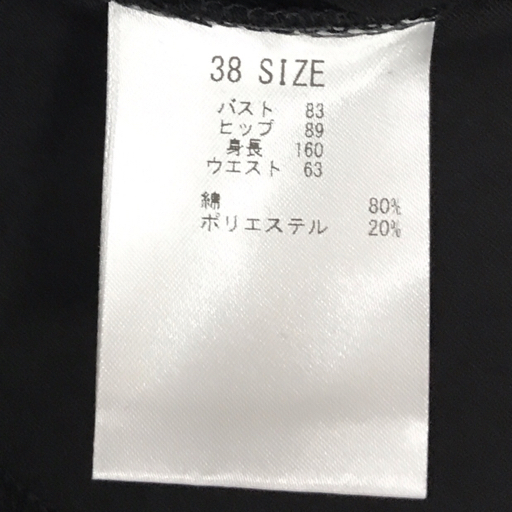 38 SIZE
バスト 83
ヒップ 89
身長 160
ウエスト 63
綿 80%
ポリエステル 20%